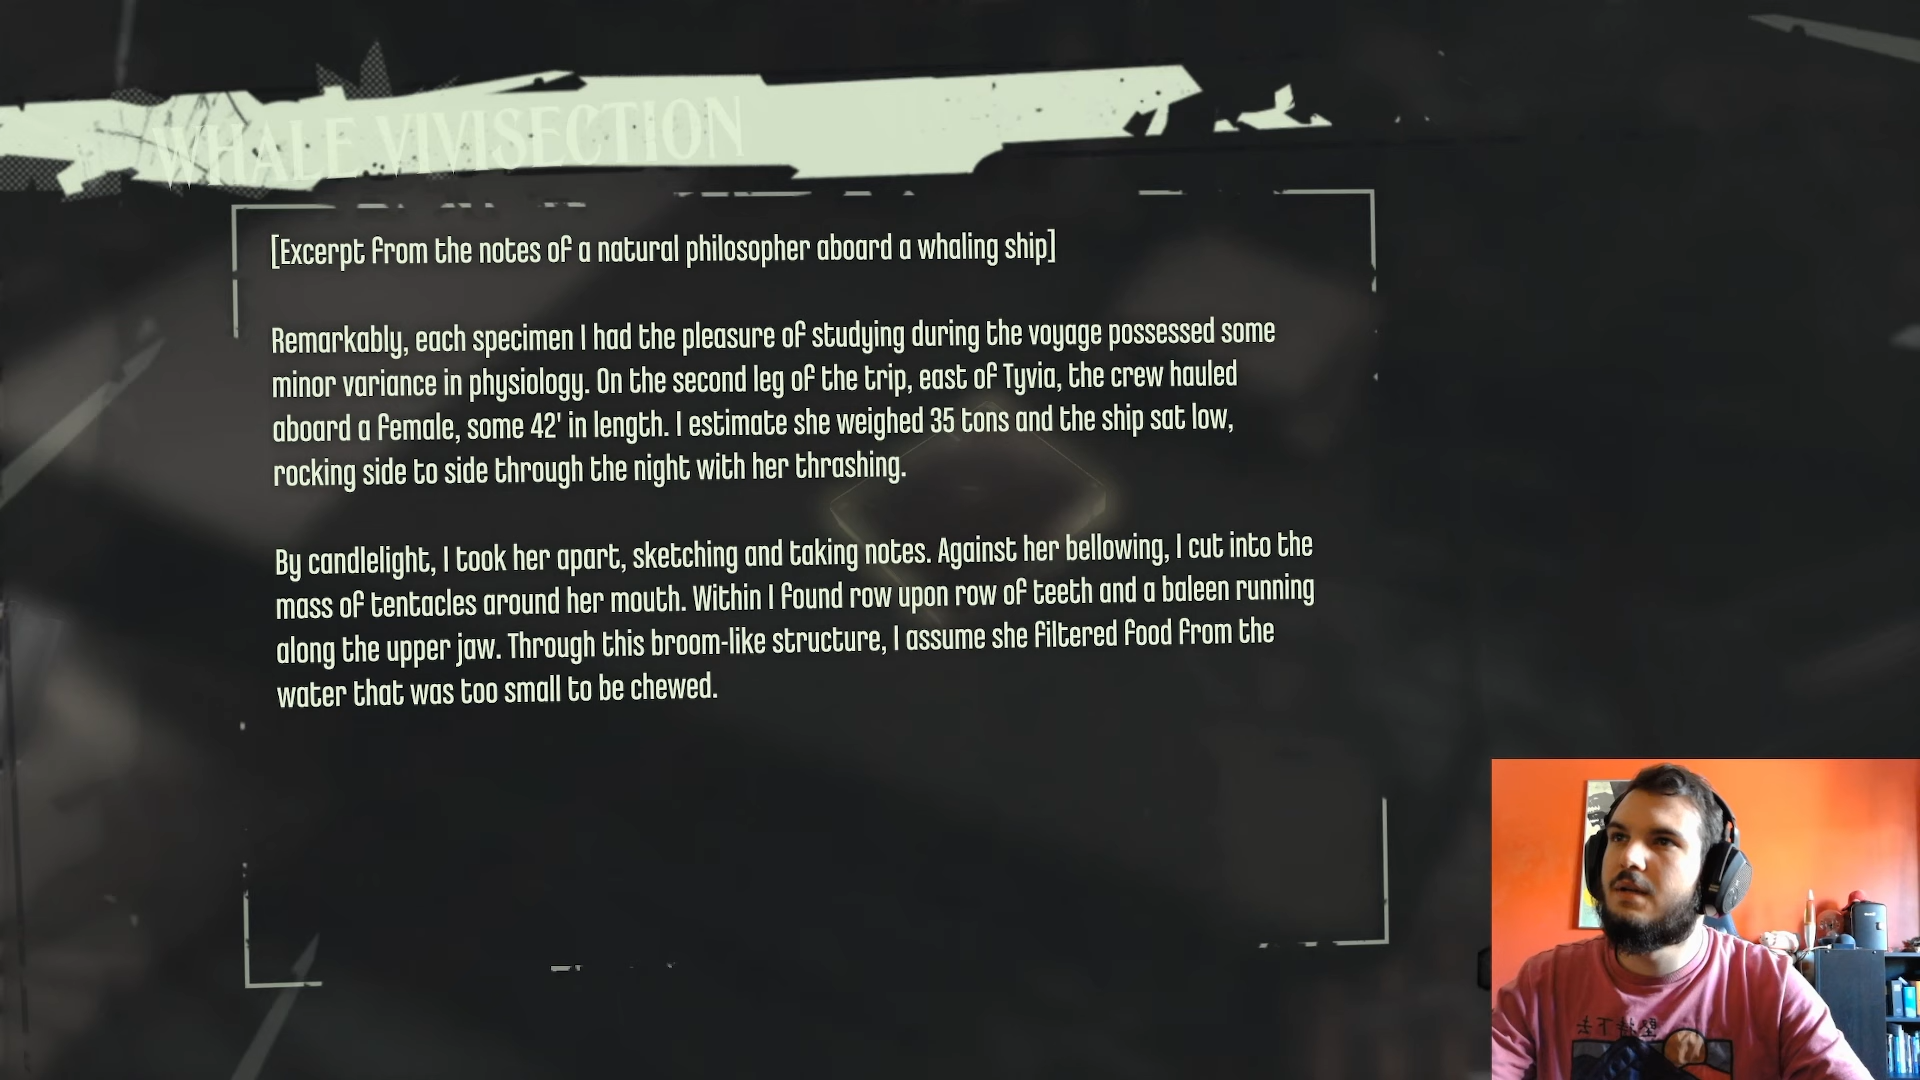 WHALE VIVISECTION
[Excerpt from the notes of a natural philosopher aboard a whaling ship]
Remarkably, each specimen I had the pleasure of studying during the voyage possessed some
minor variance in physiology. On the second leg of the trip, east of Tyvia, the crew hauled
aboard a female, some 42' in length. I estimate she weighed 35 tons and the ship sat low,
rocking side to side through the night with her thrashing.
By candlelight, I took her apart, sketching and taking notes. Against her bellowing, I cut into the
mass of tentacles around her mouth. Within I found row upon row of teeth and a baleen running
along the upper jaw. Through this broom-like structure, I assume she filtered food from the
water that was too small to be chewed.
堅持下去